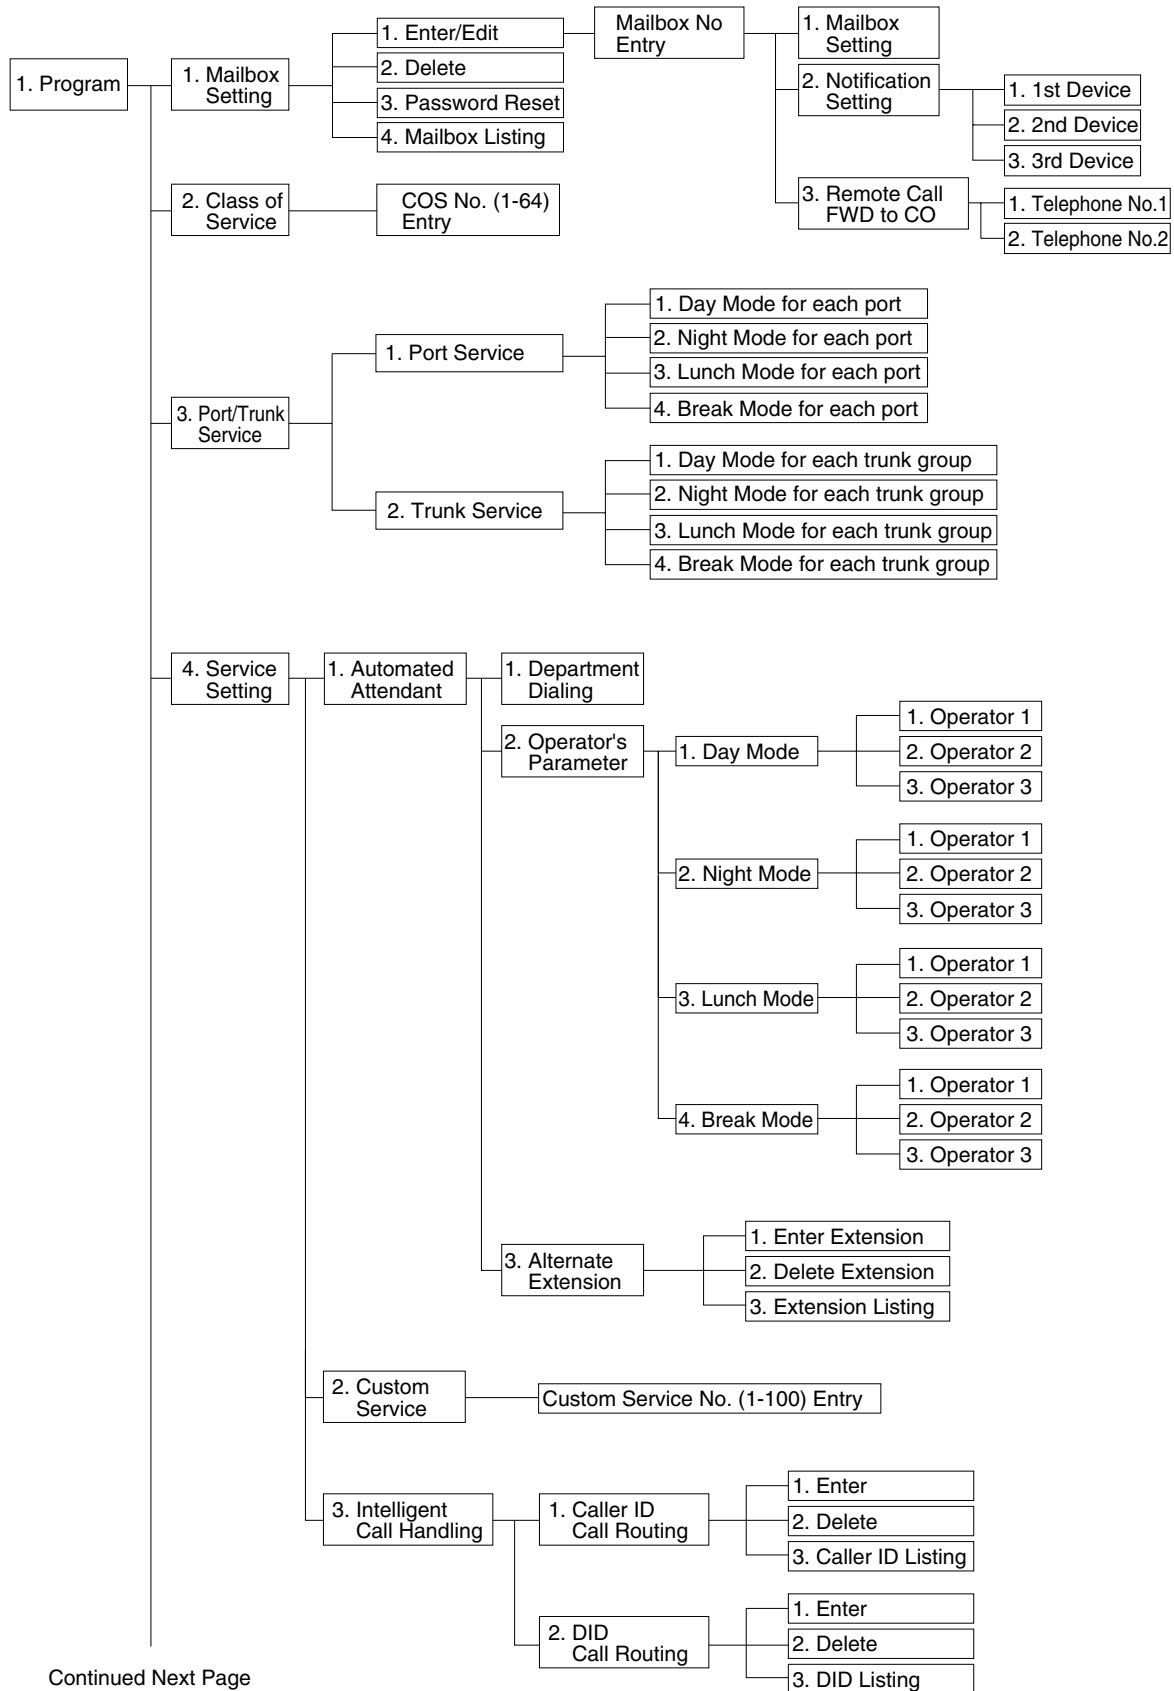 1. Program
1. Mailbox
Setting
1. Enter/Edit
2. Delete
3. Password Reset
4. Mailbox Listing
Mailbox No
Entry
1. Mailbox
Setting
2. Notification
Setting
1. 1st Device
2. 2nd Device
3. 3rd Device
3. Remote Call
FWD to CO
1. Telephone No.1
2. Telephone No.2
2. Class of
Service
COS No. (1-64)
Entry
3. Port/Trunk
Service
1. Port Service
1. Day Mode for each port
2. Night Mode for each port
3. Lunch Mode for each port
4. Break Mode for each port
2. Trunk Service
1. Day Mode for each trunk group
2. Night Mode for each trunk group
3. Lunch Mode for each trunk group
4. Break Mode for each trunk group
4. Service
Setting
1. Automated
Attendant
1. Department
Dialing
2. Operator's
Parameter
1. Day Mode
1. Operator 1
2. Operator 2
3. Operator 3
2. Night Mode
1. Operator 1
2. Operator 2
3. Operator 3
3. Lunch Mode
1. Operator 1
2. Operator 2
3. Operator 3
4. Break Mode
1. Operator 1
2. Operator 2
3. Operator 3
3. Alternate
Extension
1. Enter Extension
2. Delete Extension
3. Extension Listing
2. Custom
Service
Custom Service No. (1-100) Entry
3. Intelligent
Call Handling
1. Caller ID
Call Routing
1. Enter
2. Delete
3. Caller ID Listing
2. DID
Call Routing
1. Enter
2. Delete
3. DID Listing
Continued Next Page